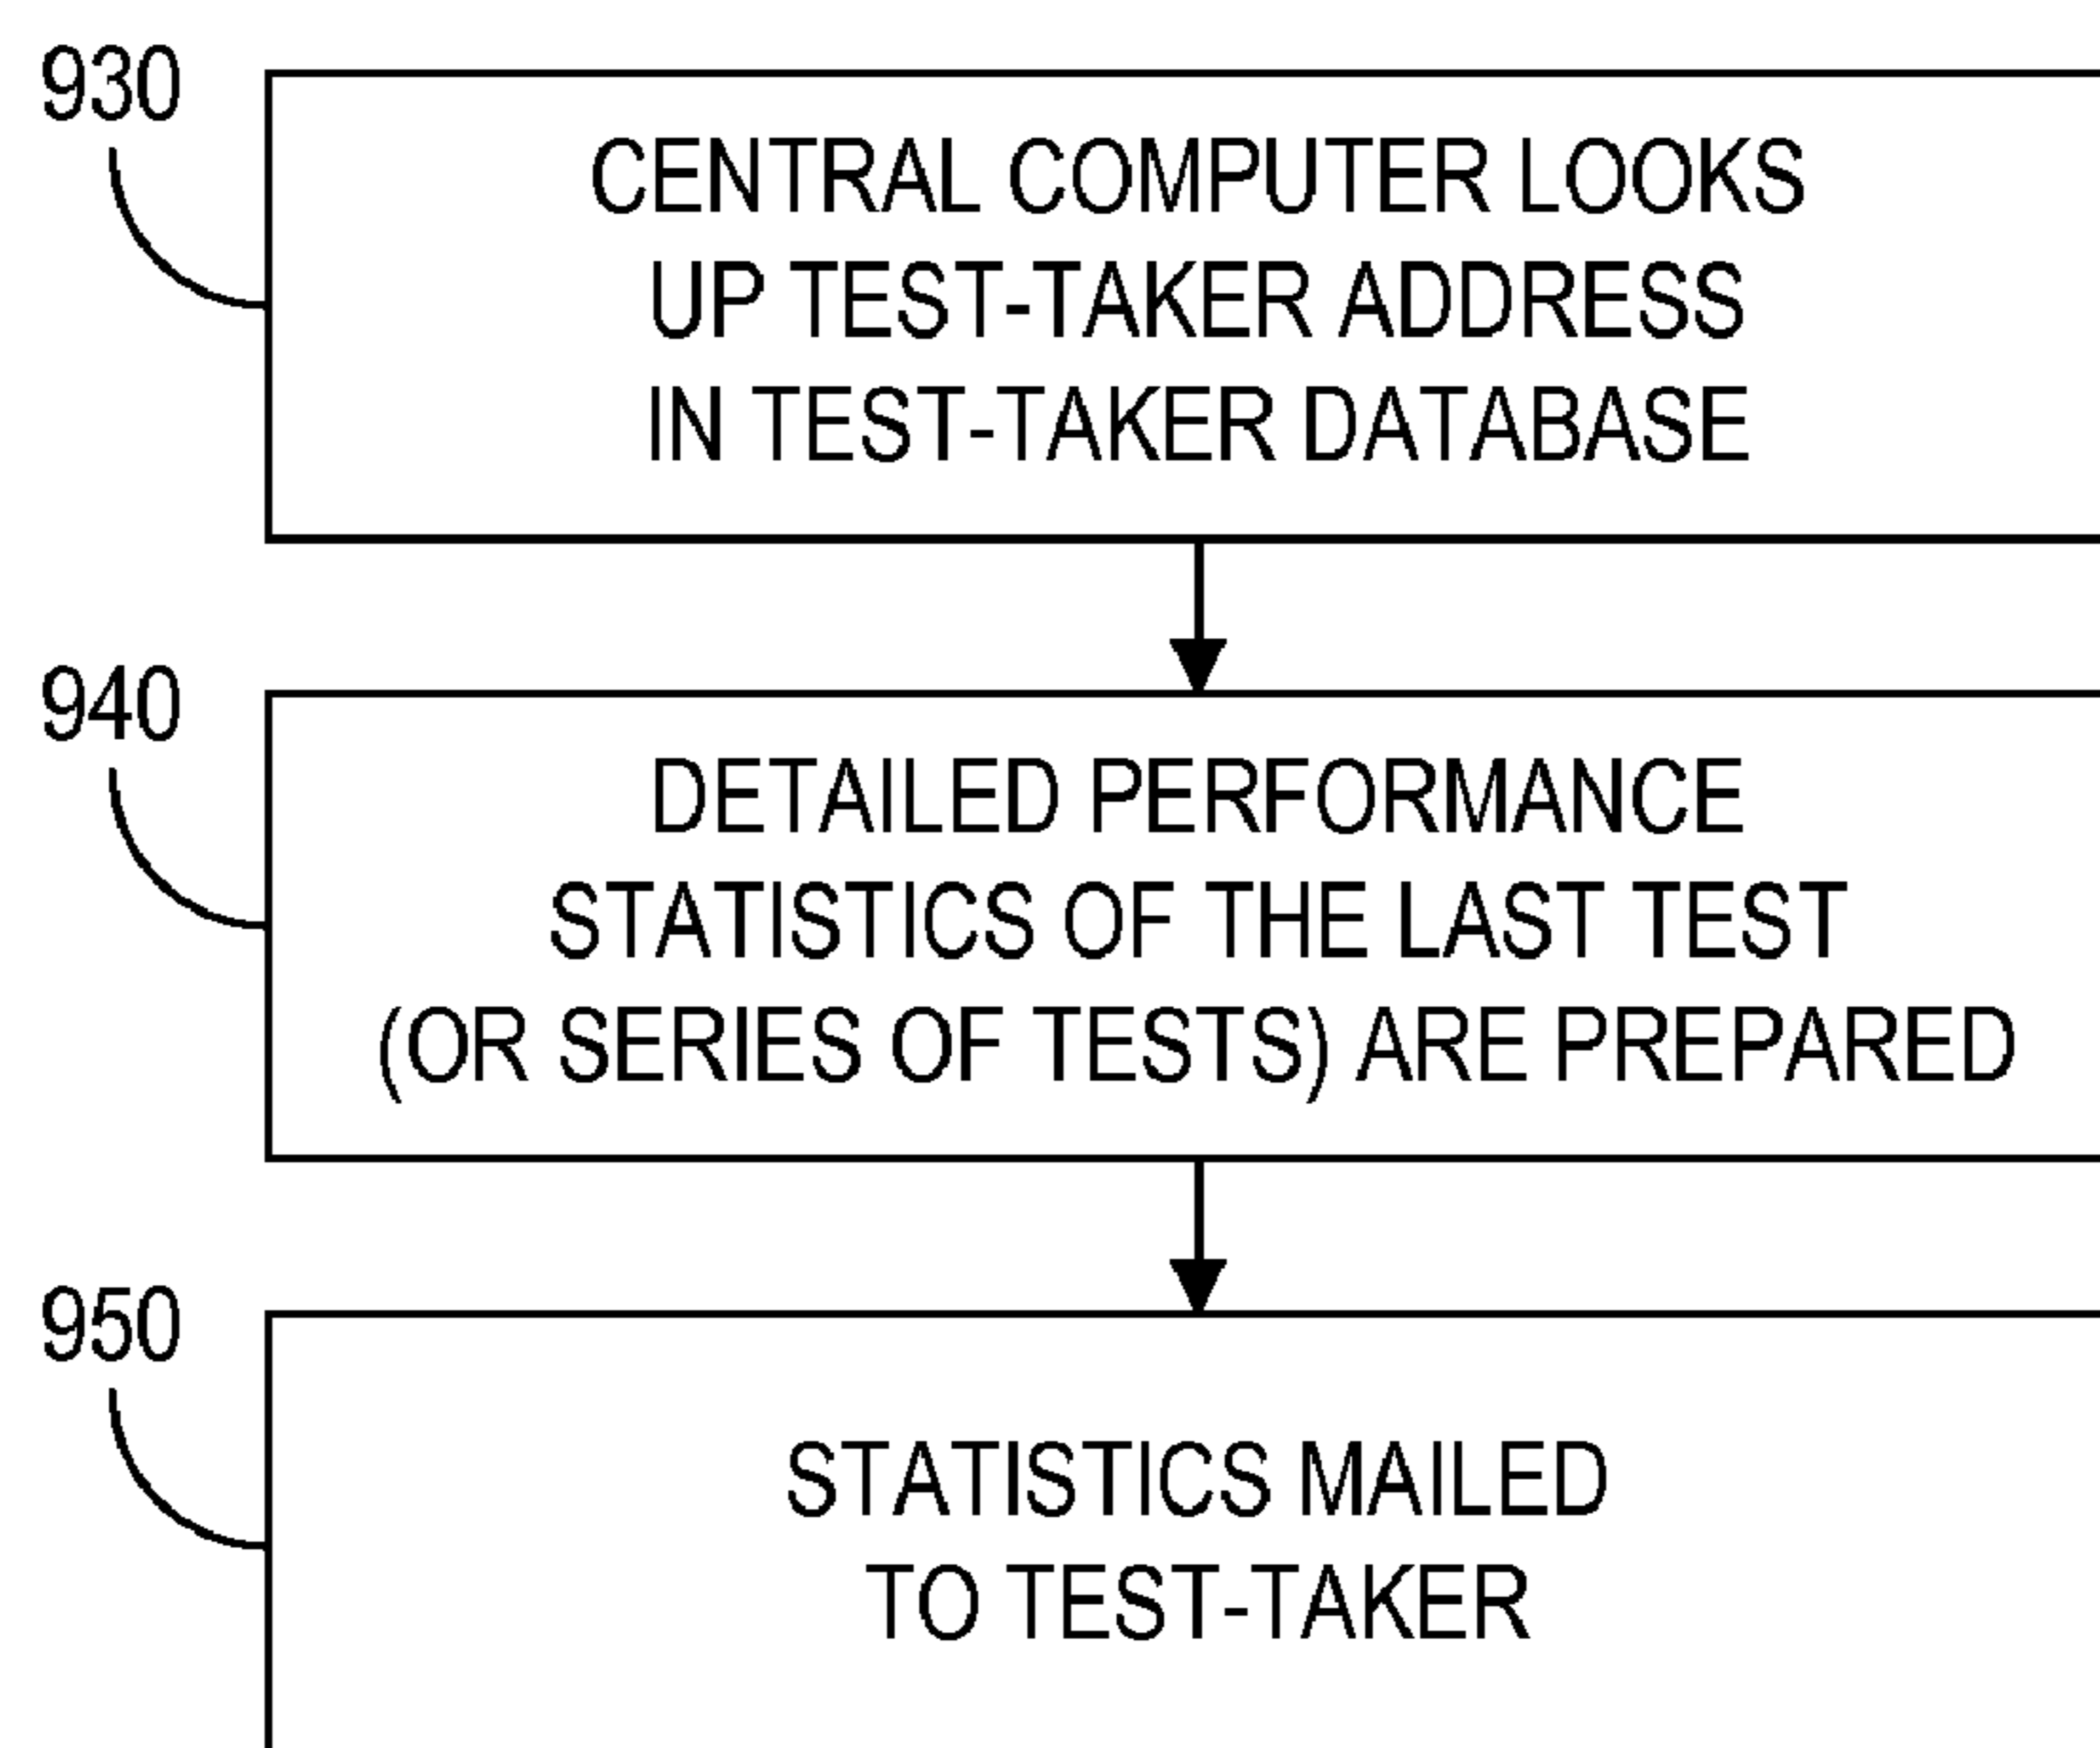 930
CENTRAL COMPUTER LOOKS
UP TEST-TAKER ADDRESS
IN TEST-TAKER DATABASE
940
DETAILED PERFORMANCE
STATISTICS OF THE LAST TEST
(OR SERIES OF TESTS) ARE PREPARED
950
STATISTICS MAILED
TO TEST-TAKER